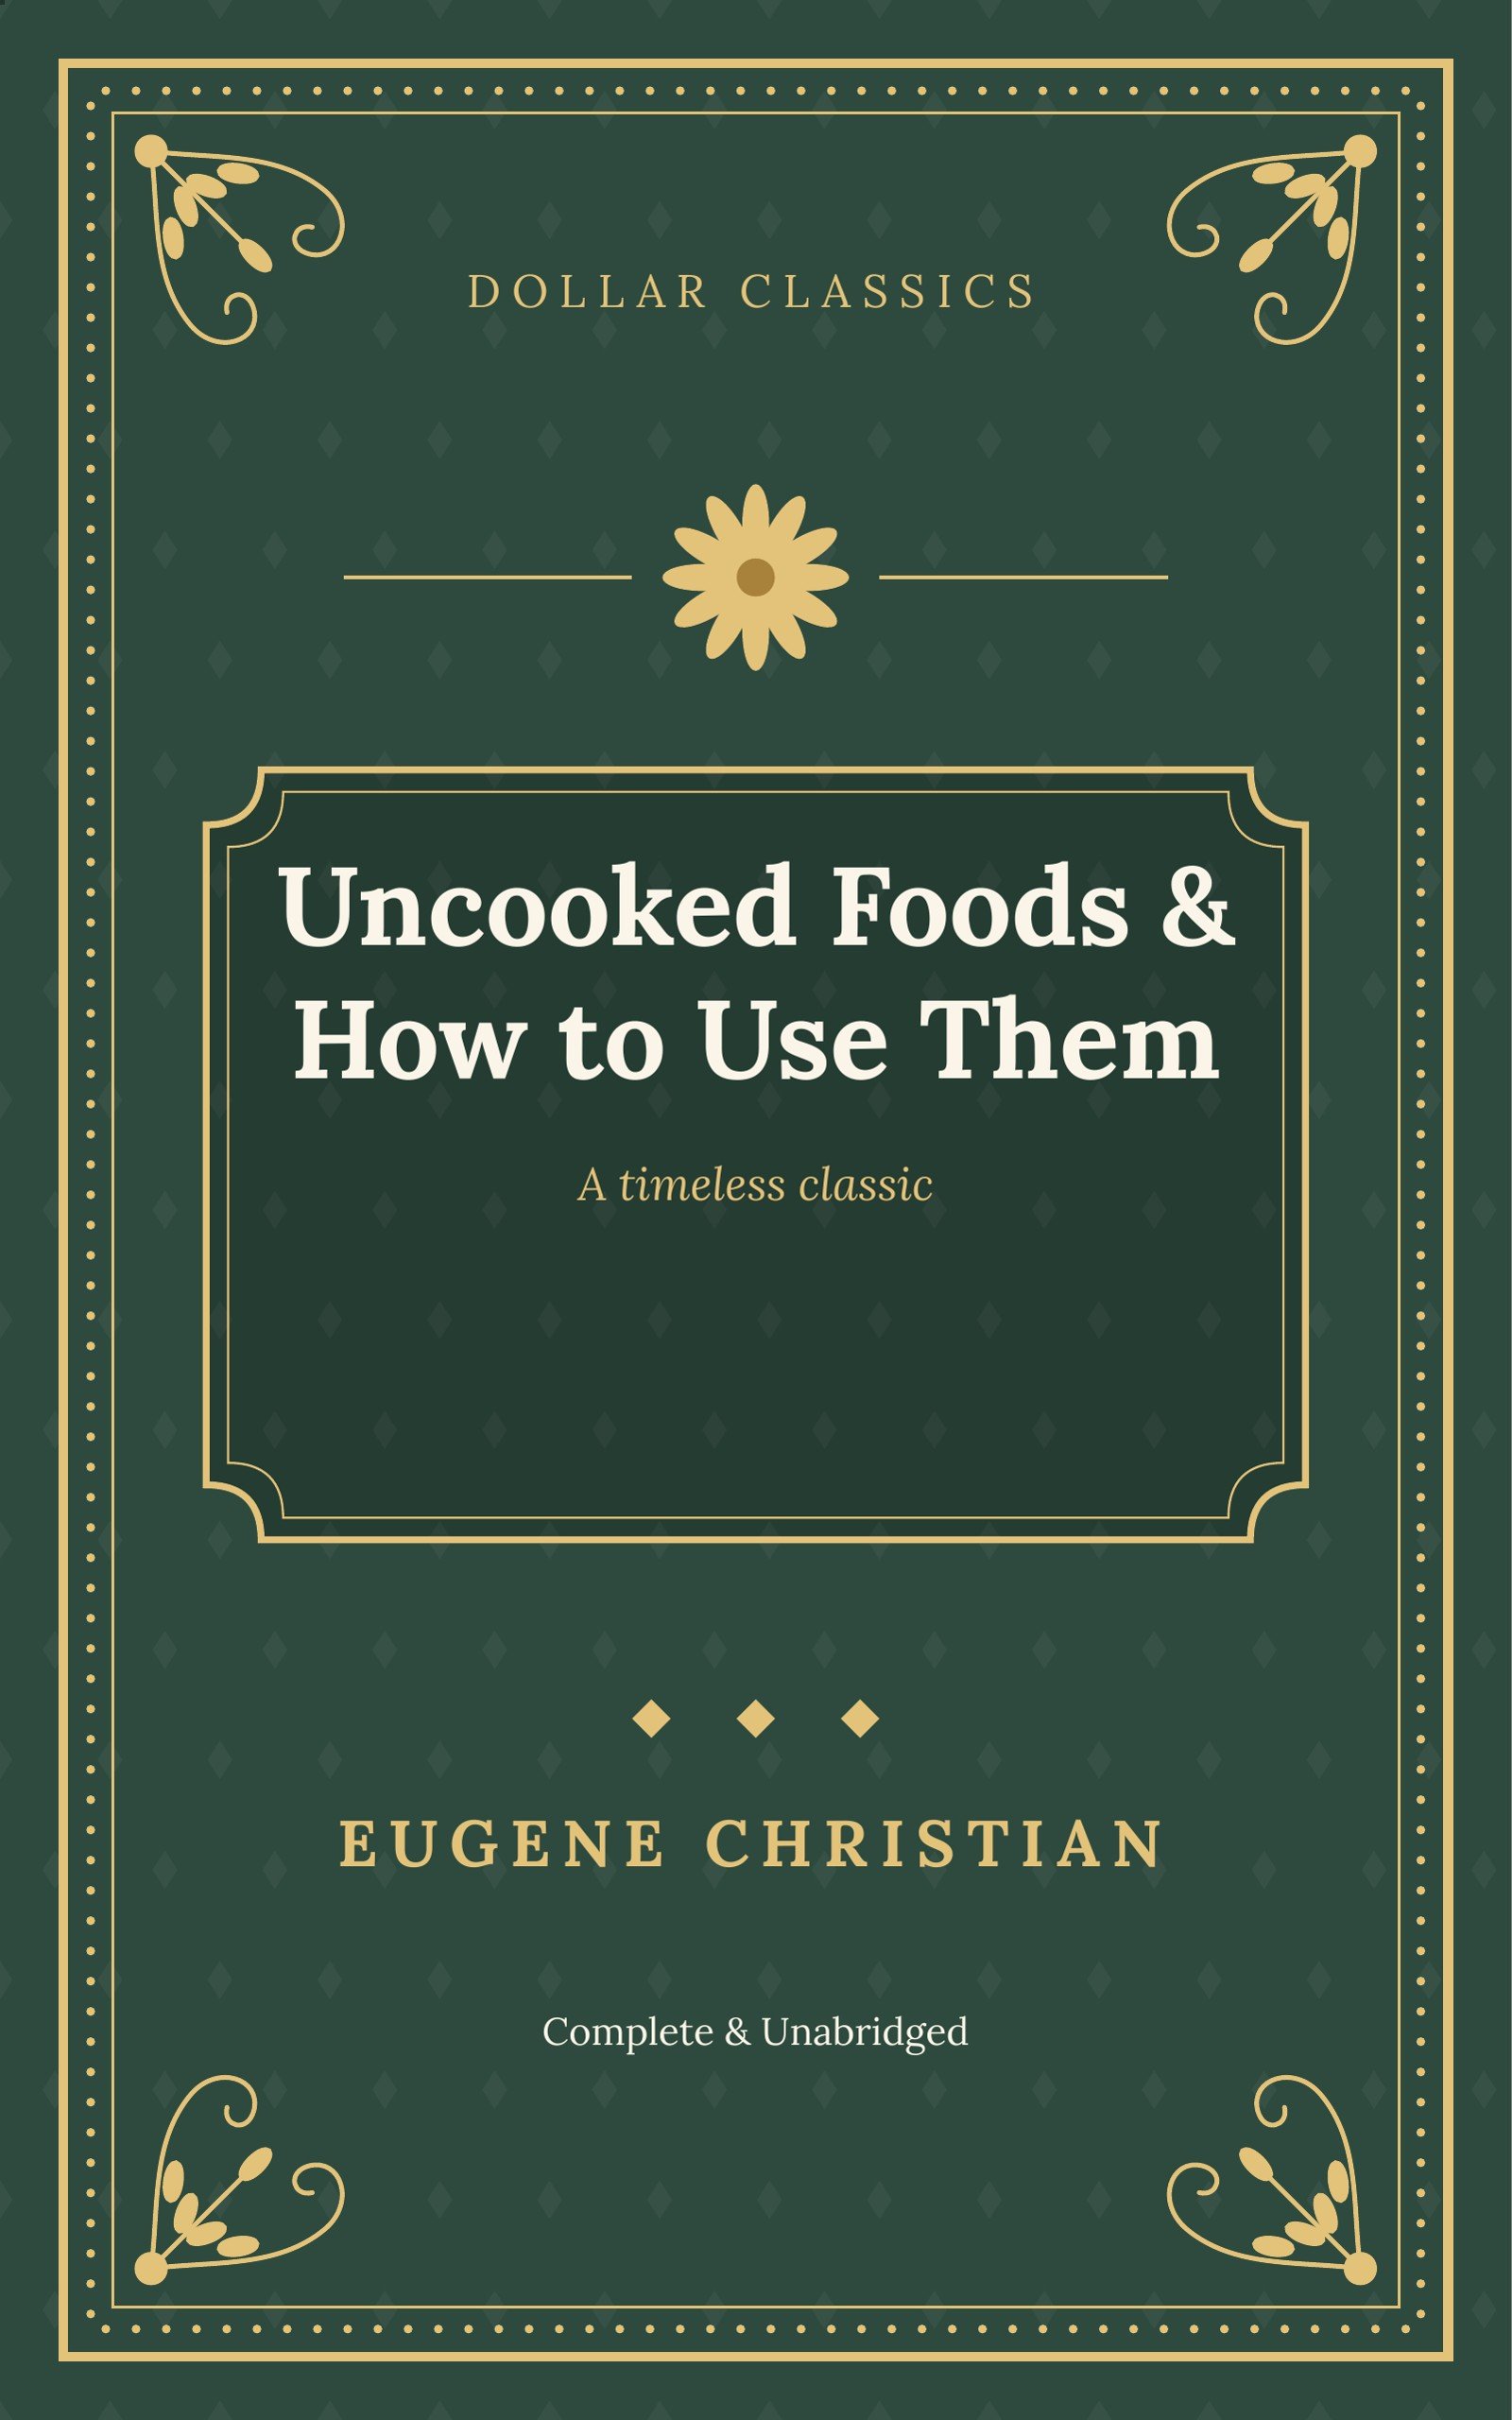 DOLLAR CLASSICS
Uncooked Foods &
How to Use Them
A timeless classic
EUGENE CHRISTIAN
Complete & Unabridged